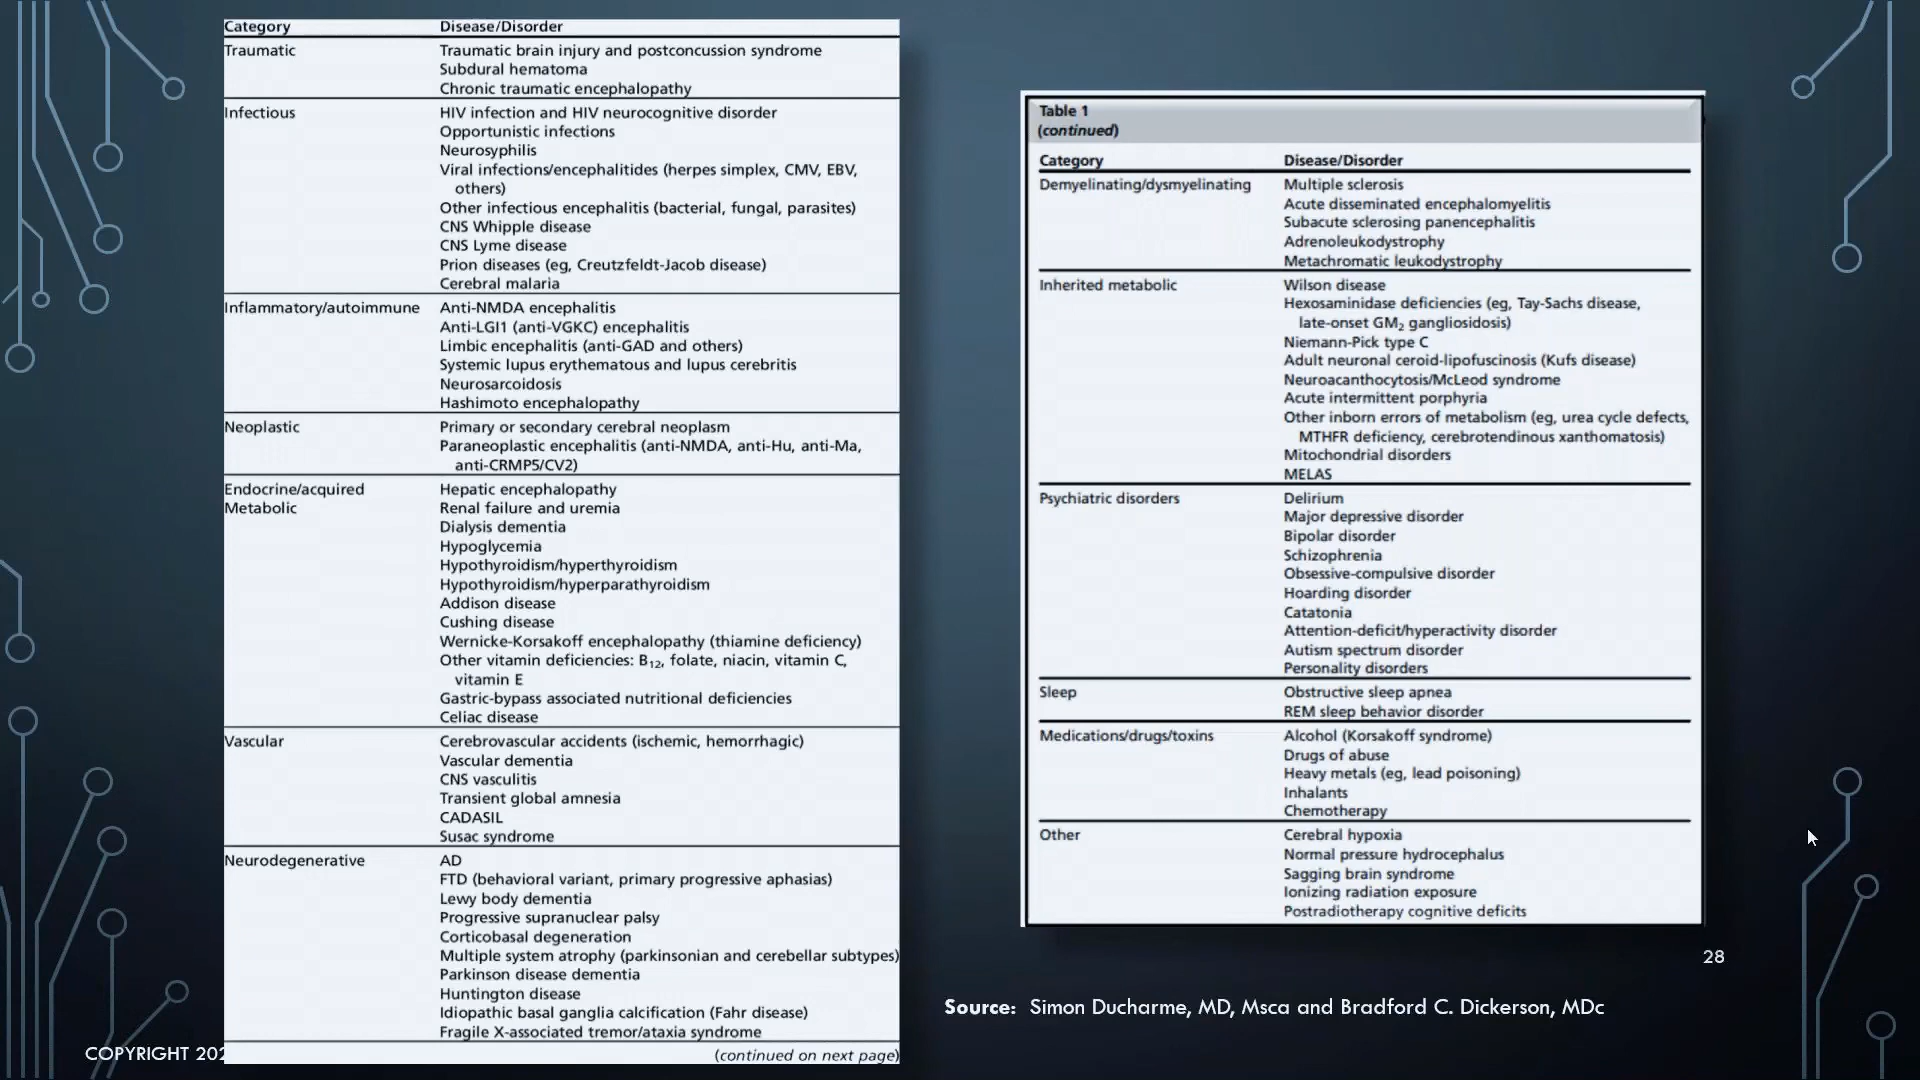 Category Disease/Disorder
Traumatic Traumatic brain injury and postconcussion syndrome
Subdural hematoma
Chronic traumatic encephalopathy
Infectious HIV infection and HIV neurocognitive disorder
Opportunistic infections
Neurosyphilis
Viral infections/encephalitides (herpes simplex, CMV, EBV,
others)
Other infectious encephalitis (bacterial, fungal, parasites)
CNS Whipple disease
CNS Lyme disease
Prion diseases (eg, Creutzfeldt-Jacob disease)
Cerebral malaria
Inflammatory/autoimmune Anti-NMDA encephalitis
Anti-LGI1 (anti-VGKC) encephalitis
Limbic encephalitis (anti-GAD and others)
Systemic lupus erythematous and lupus cerebritis
Neurosarcoidosis
Hashimoto encephalopathy
Neoplastic Primary or secondary cerebral neoplasm
Paraneoplastic encephalitis (anti-NMDA, anti-Hu, anti-Ma,
anti-CRMP5/CV2)
Endocrine/acquired Hepatic encephalopathy
Metabolic Renal failure and uremia
Dialysis dementia
Hypoglycemia
Hypothyroidism/hyperthyroidism
Hypothyroidism/hyperparathyroidism
Addison disease
Cushing disease
Wernicke-Korsakoff encephalopathy (thiamine deficiency)
Other vitamin deficiencies: B12, folate, niacin, vitamin C,
vitamin E
Gastric-bypass associated nutritional deficiencies
Celiac disease
Vascular Cerebrovascular accidents (ischemic, hemorrhagic)
Vascular dementia
CNS vasculitis
Transient global amnesia
CADASIL
Susac syndrome
Neurodegenerative AD
FTD (behavioral variant, primary progressive aphasias)
Lewy body dementia
Progressive supranuclear palsy
Corticobasal degeneration
Multiple system atrophy (parkinsonian and cerebellar subtypes)
Parkinson disease dementia
Huntington disease
Idiopathic basal ganglia calcification (Fahr disease)
Fragile X-associated tremor/ataxia syndrome
(continued on next page)
Table 1
(continued)
Category Disease/Disorder
Demyelinating/dysmyelinating Multiple sclerosis
Acute disseminated encephalomyelitis
Subacute sclerosing panencephalitis
Adrenoleukodystrophy
Metachromatic leukodystrophy
Inherited metabolic Wilson disease
Hexosaminidase deficiencies (eg, Tay-Sachs disease,
late-onset GM2 gangliosidosis)
Niemann-Pick type C
Adult neuronal ceroid-lipofuscinosis (Kufs disease)
Neuroacanthocytosis/McLeod syndrome
Acute intermittent porphyria
Other inborn errors of metabolism (eg, urea cycle defects,
MTHFR deficiency, cerebrotendinous xanthomatosis)
Mitochondrial disorders
MELAS
Psychiatric disorders Delirium
Major depressive disorder
Bipolar disorder
Schizophrenia
Obsessive-compulsive disorder
Hoarding disorder
Catatonia
Attention-deficit/hyperactivity disorder
Autism spectrum disorder
Personality disorders
Sleep Obstructive sleep apnea
REM sleep behavior disorder
Medications/drugs/toxins Alcohol (Korsakoff syndrome)
Drugs of abuse
Heavy metals (eg, lead poisoning)
Inhalants
Chemotherapy
Other Cerebral hypoxia
Normal pressure hydrocephalus
Sagging brain syndrome
Ionizing radiation exposure
Postradiotherapy cognitive deficits
28
Source: Simon Ducharme, MD, Msca and Bradford C. Dickerson, MDc
COPYRIGHT